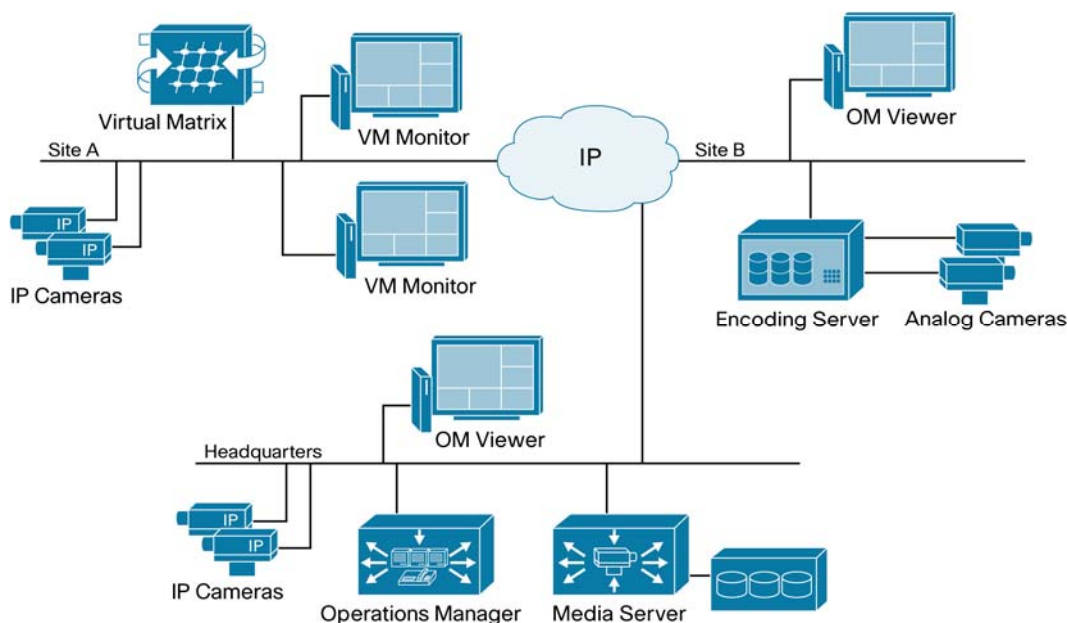 Virtual Matrix
VM Monitor
OM Viewer
Site A
IP
Site B
IP
IP
IP Cameras
VM Monitor
Encoding Server
Analog Cameras
OM Viewer
Headquarters
IP
IP
IP Cameras
Operations Manager
Media Server